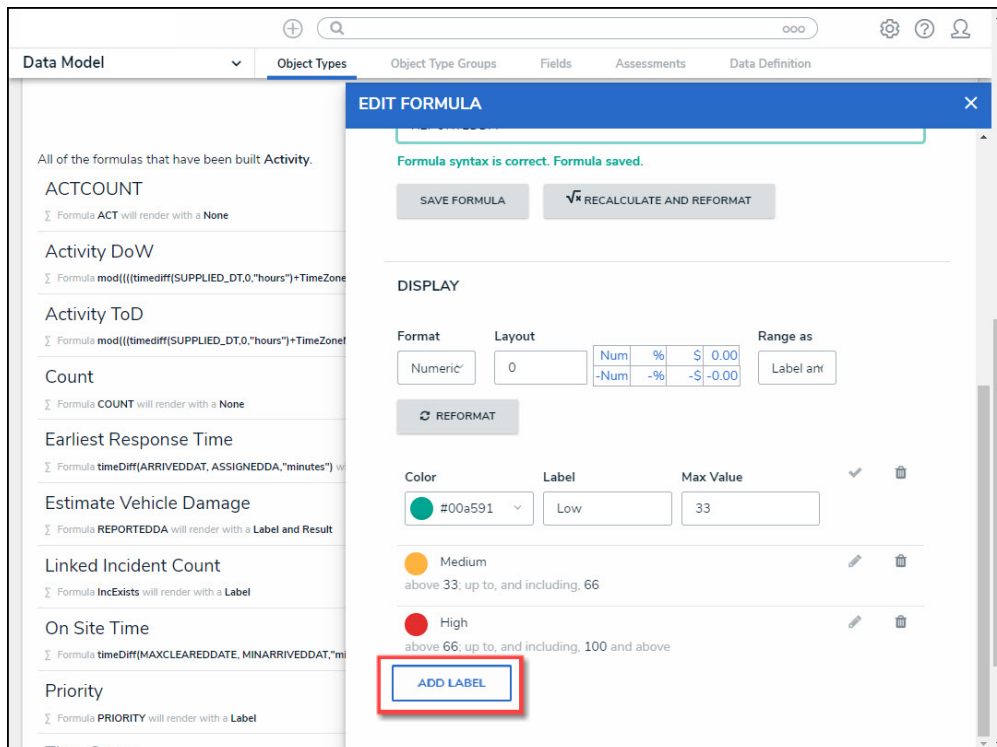 ooo
Data Model
Object Types
Object Type Groups
Fields
Assessments
Data Definition
EDIT FORMULA
All of the formulas that have been built Activity.
ACTCOUNT
∑ Formula ACT will render with a None
Activity DoW
∑ Formula mod((((timediff(SUPPLIED_DT,0,"hours")+TimeZone
Activity ToD
∑ Formula mod(((timediff(SUPPLIED_DT,0,"hours")+TimeZone
Count
∑ Formula COUNT will render with a None
Earliest Response Time
∑ Formula timeDiff(ARRIVEDDAT, ASSIGNEDDA,"minutes") w
Estimate Vehicle Damage
∑ Formula REPORTEDDA will render with a Label and Result
Linked Incident Count
∑ Formula IncExists will render with a Label
On Site Time
∑ Formula timeDiff(MAXCLEAREDDATE, MINARRIVEDDAT,"mi
Priority
∑ Formula PRIORITY will render with a Label
Formula syntax is correct. Formula saved.
SAVE FORMULA
√x RECALCULATE AND REFORMAT
DISPLAY
Format
Layout
Range as
Numeric
0
Num % $ 0.00
-Num -% -$ -0.00
Label and
REFORMAT
Color
Label
Max Value
#00a591
Low
33
Medium
above 33; up to, and including, 66
High
above 66; up to, and including, 100 and above
ADD LABEL